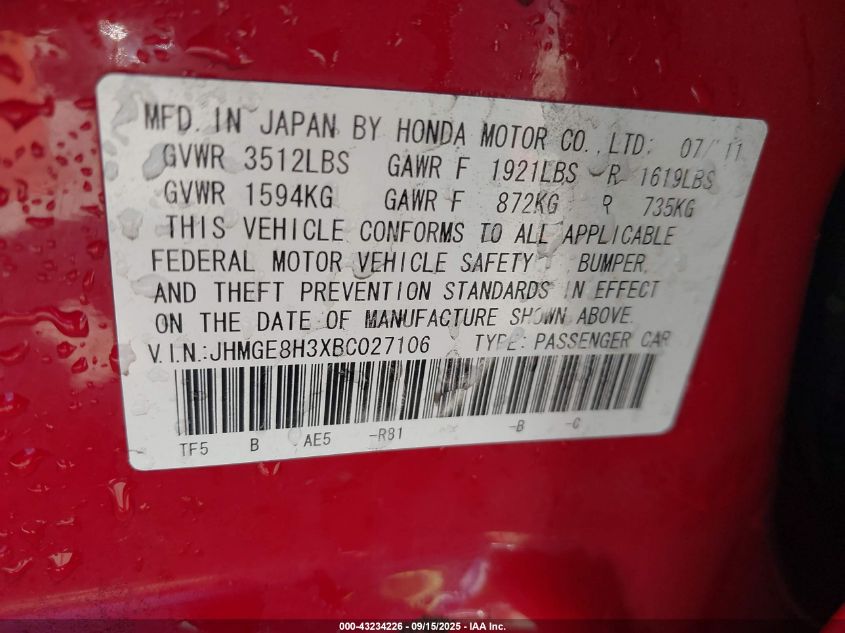 MFD. IN JAPAN BY HONDA MOTOR CO., LTD: 07/11
GVWR 3512LBS GAWR F 1921LBS R 1619LBS
GVWR 1594KG GAWR F 872KG R 735KG
THIS VEHICLE CONFORMS TO ALL APPLICABLE
FEDERAL MOTOR VEHICLE SAFETY, BUMPER,
AND THEFT PREVENTION STANDARDS IN EFFECT
ON THE DATE OF MANUFACTURE SHOWN ABOVE.
V.I.N.:JHMGE8H3XBC027106 TYPE: PASSENGER CAR
TF5 B AE5 -R81 -B -C
000-43234226 - 09/15/2025 - IAA Inc.